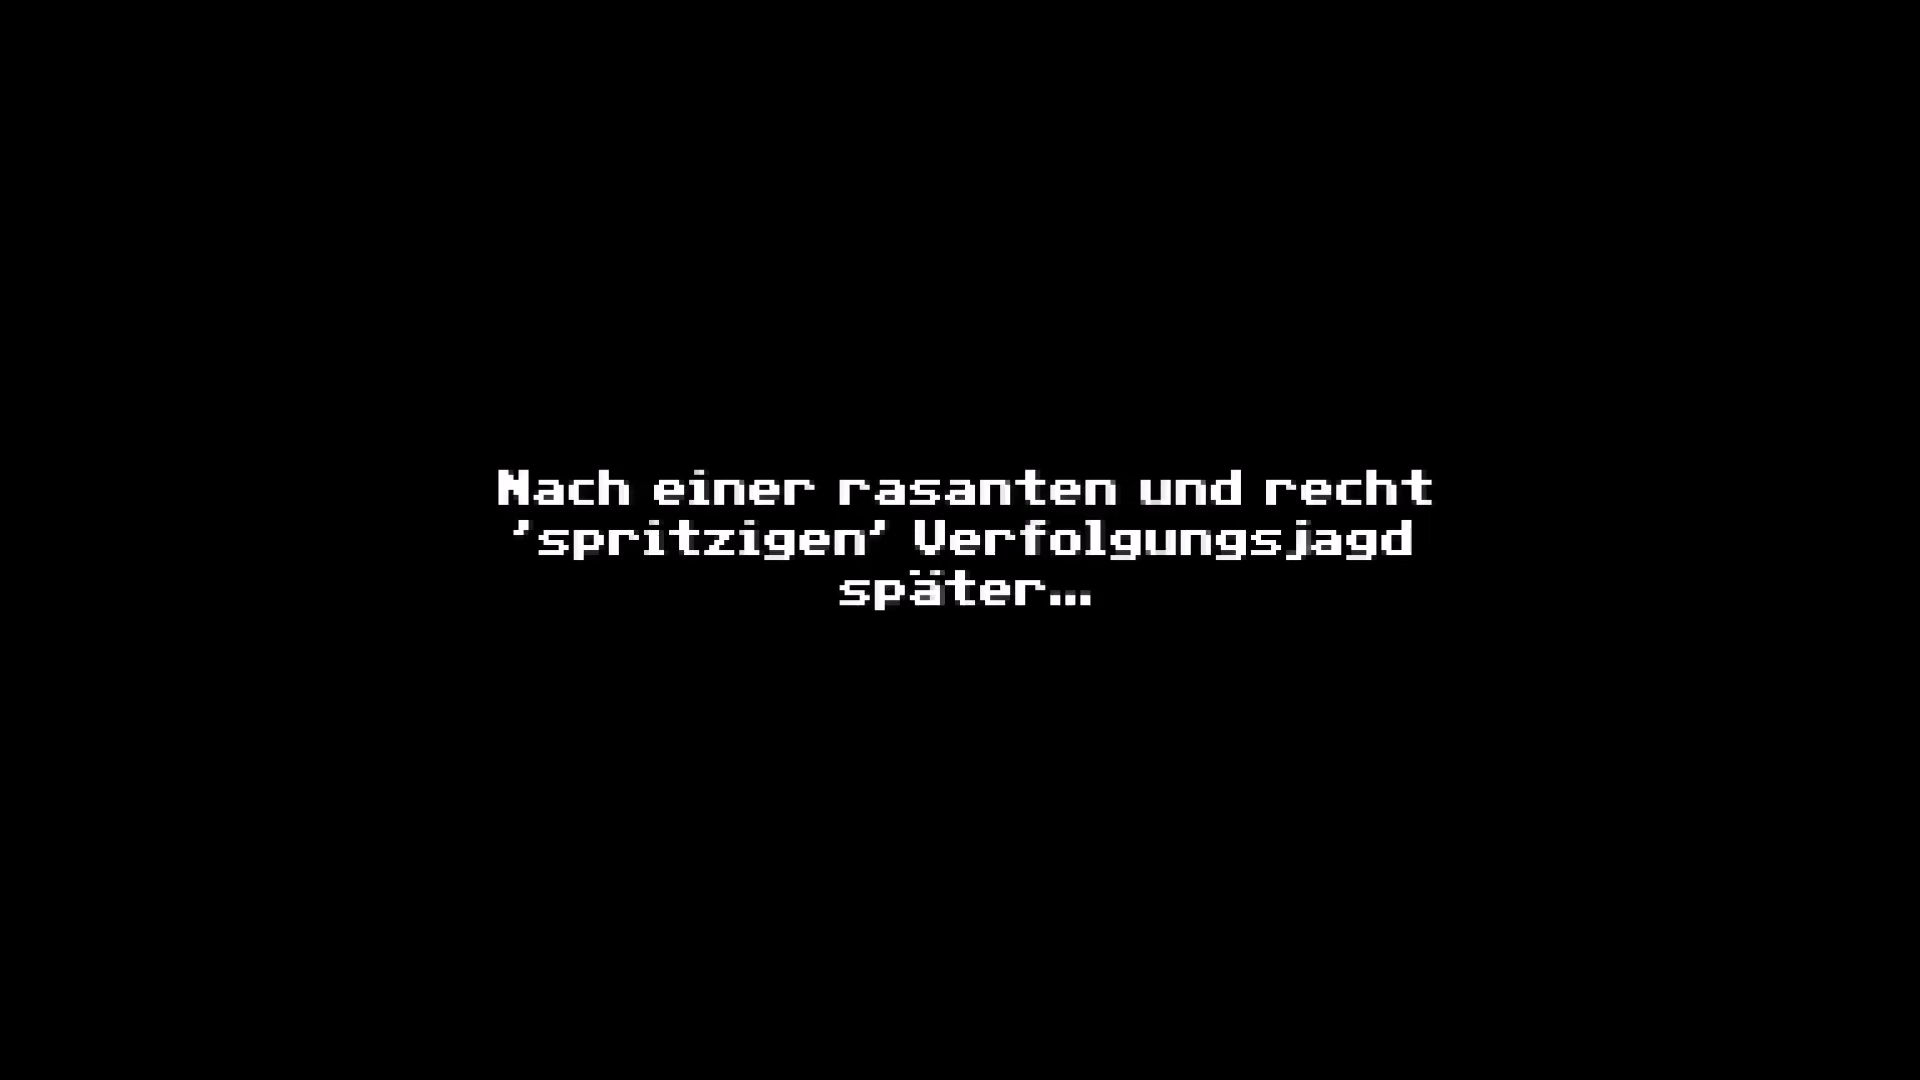 Nach einer rasanten und recht
'spritzigen' Verfolgungsjagd
später...